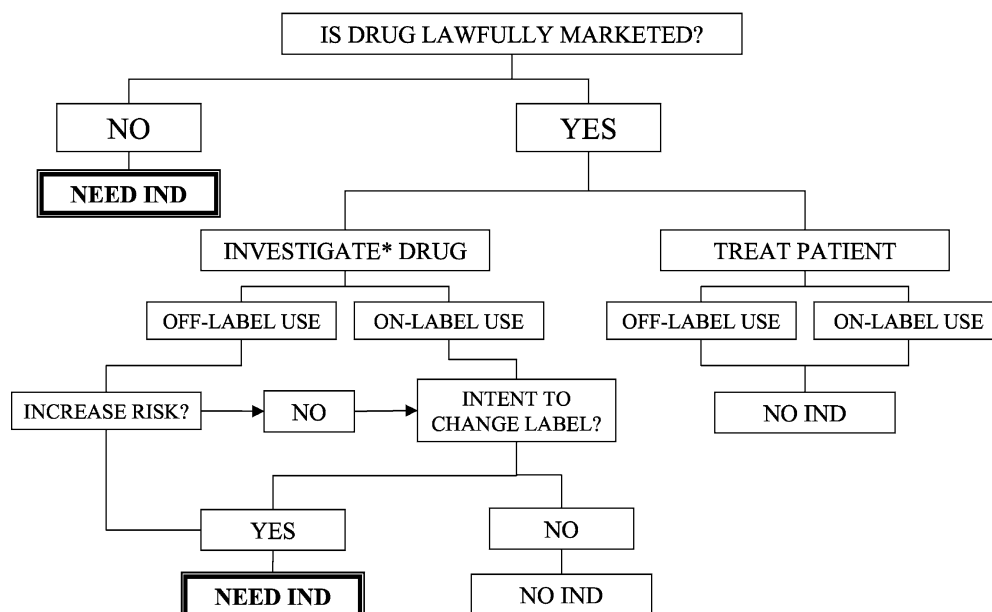 IS DRUG LAWFULLY MARKETED?
NO
YES
NEED IND
INVESTIGATE* DRUG
TREAT PATIENT
OFF-LABEL USE
ON-LABEL USE
OFF-LABEL USE
ON-LABEL USE
INCREASE RISK?
NO
INTENT TO
CHANGE LABEL?
NO IND
YES
NO
NEED IND
NO IND